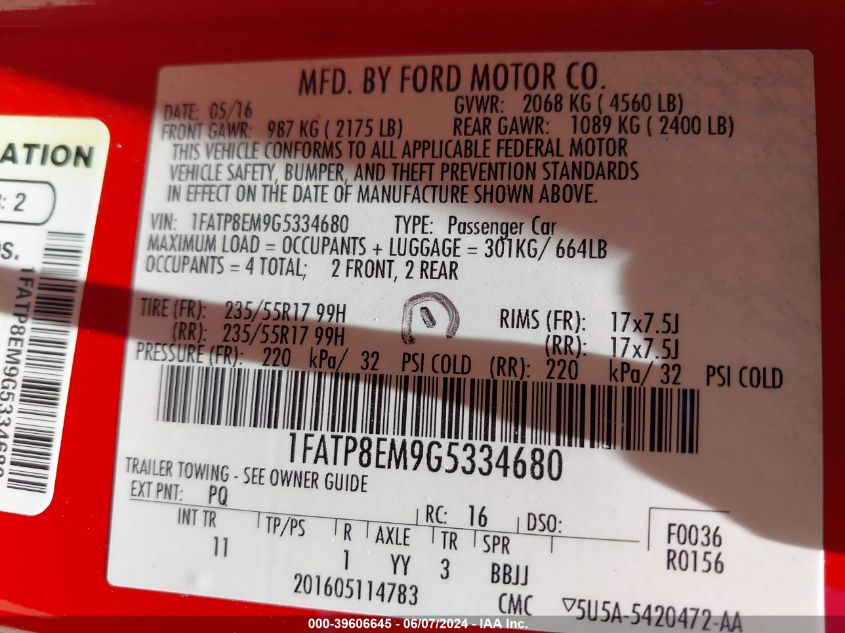 MFD. BY FORD MOTOR CO.
DATE: 05/16 GVWR: 2068 KG ( 4560 LB)
FRONT GAWR: 987 KG ( 2175 LB) REAR GAWR: 1089 KG ( 2400 LB)
THIS VEHICLE CONFORMS TO ALL APPLICABLE FEDERAL MOTOR
VEHICLE SAFETY, BUMPER, AND THEFT PREVENTION STANDARDS
IN EFFECT ON THE DATE OF MANUFACTURE SHOWN ABOVE.
VIN: 1FATP8EM9G5334680 TYPE: Passenger Car
MAXIMUM LOAD = OCCUPANTS + LUGGAGE = 301KG/ 664LB
OCCUPANTS = 4 TOTAL; 2 FRONT, 2 REAR
TIRE (FR): 235/55R17 99H RIMS (FR): 17x7.5J
(RR): 235/55R17 99H (RR): 17x7.5J
PRESSURE (FR): 220 kPa/ 32 PSI COLD (RR): 220 kPa/ 32 PSI COLD
1FATP8EM9G5334680
TRAILER TOWING - SEE OWNER GUIDE
EXT PNT: PQ RC: 16 DSO: F0036
INT TR TP/PS R AXLE TR SPR R0156
11 1 YY 3 BBJJ
201605114783 CMC ▽5U5A-5420472-AA
ATION
: 2
1FATP8EM9G5334680
000-39606645 - 06/07/2024 - IAA Inc.